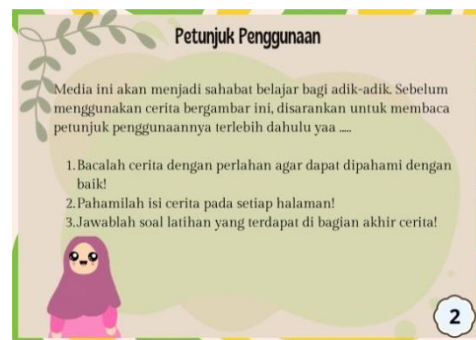 Petunjuk Penggunaan
Media ini akan menjadi sahabat belajar bagi adik-adik. Sebelum
menggunakan cerita bergambar ini, disarankan untuk membaca
petunjuk penggunaannya terlebih dahulu yaa .....
1.Bacalah cerita dengan perlahan agar dapat dipahami dengan
baik!
2.Pahamilah isi cerita pada setiap halaman!
3.Jawablah soal latihan yang terdapat di bagian akhir cerita!
2